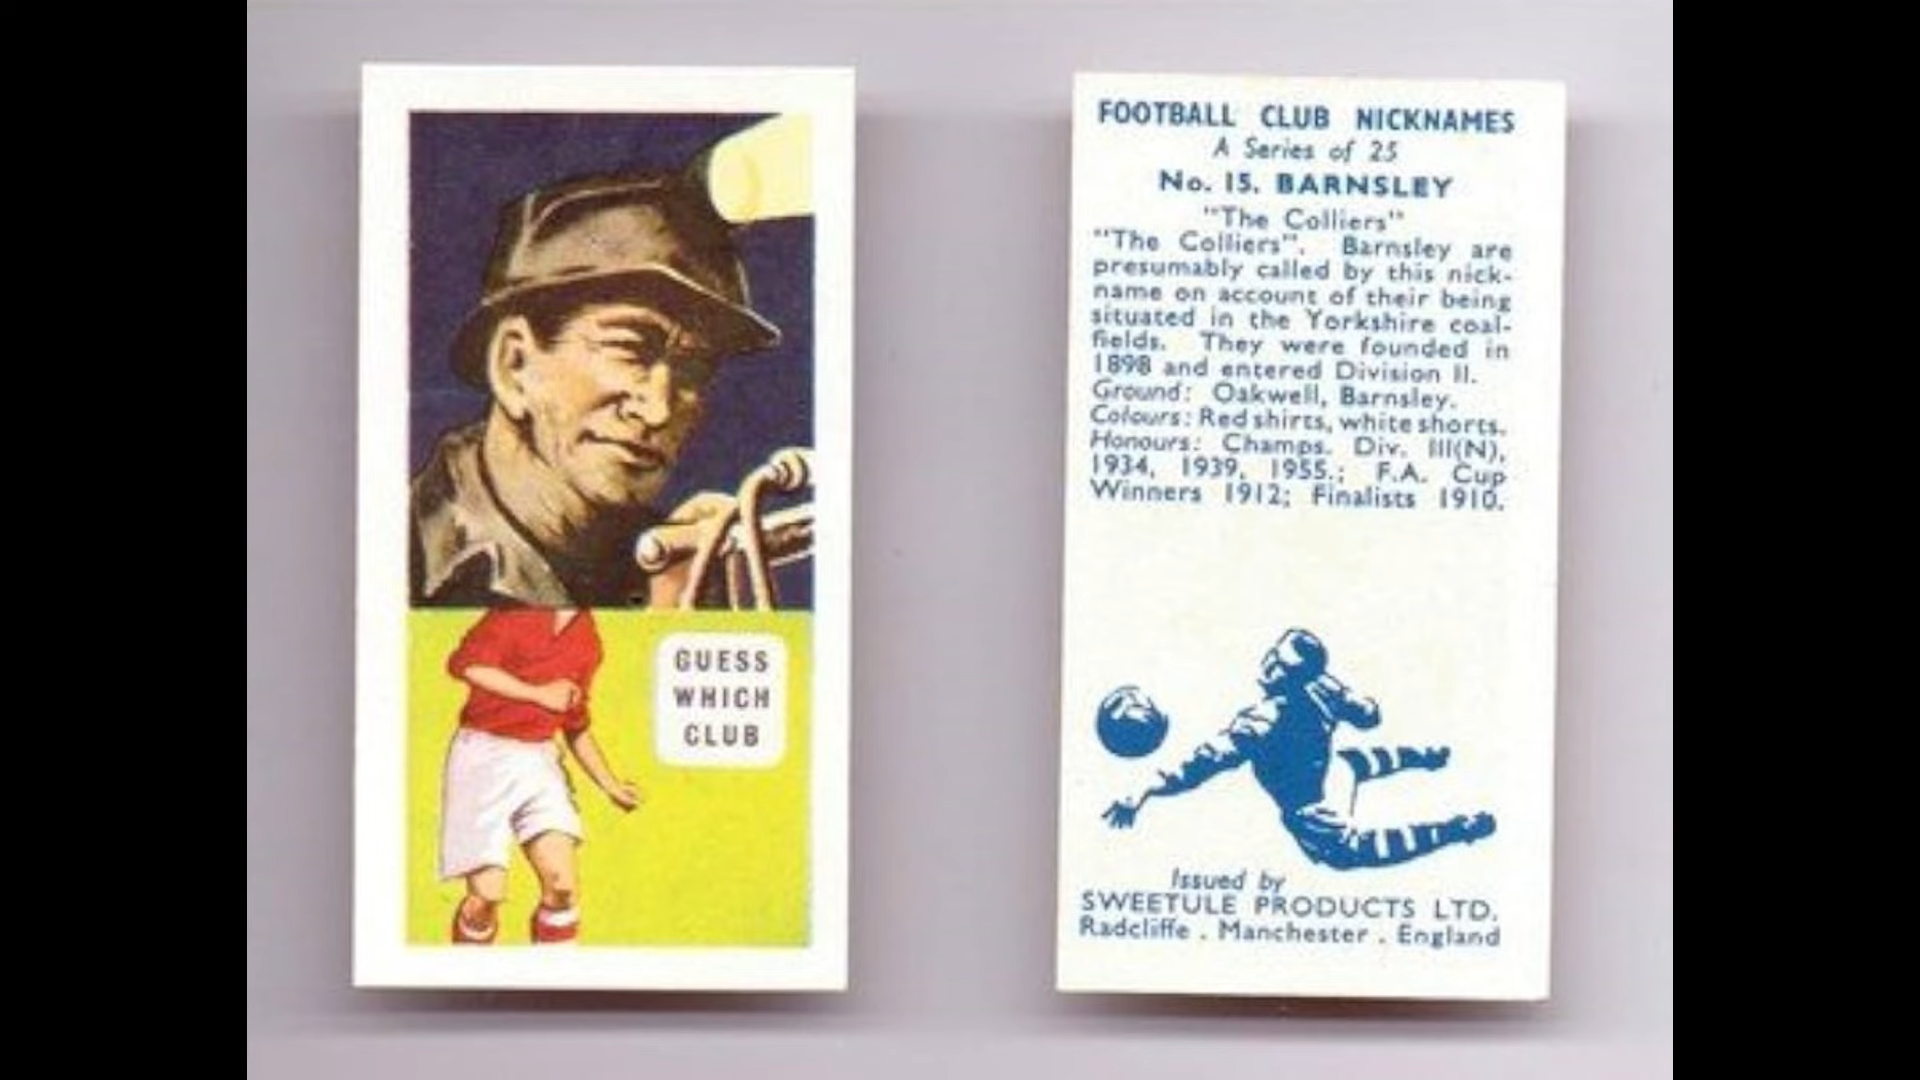 GUESS
WHICH
CLUB
FOOTBALL CLUB NICKNAMES
A Series of 25
No. 15. BARNSLEY
"The Colliers"
"The Colliers". Barnsley are
presumably called by this nick-
name on account of their being
situated in the Yorkshire coal-
fields. They were founded in
1898 and entered Division II.
Ground: Oakwell, Barnsley.
Colours: Red shirts, white shorts.
Honours: Champs. Div. III(N),
1934, 1939, 1955.; F.A. Cup
Winners 1912; Finalists 1910.
Issued by
SWEETULE PRODUCTS LTD.
Radcliffe . Manchester . England